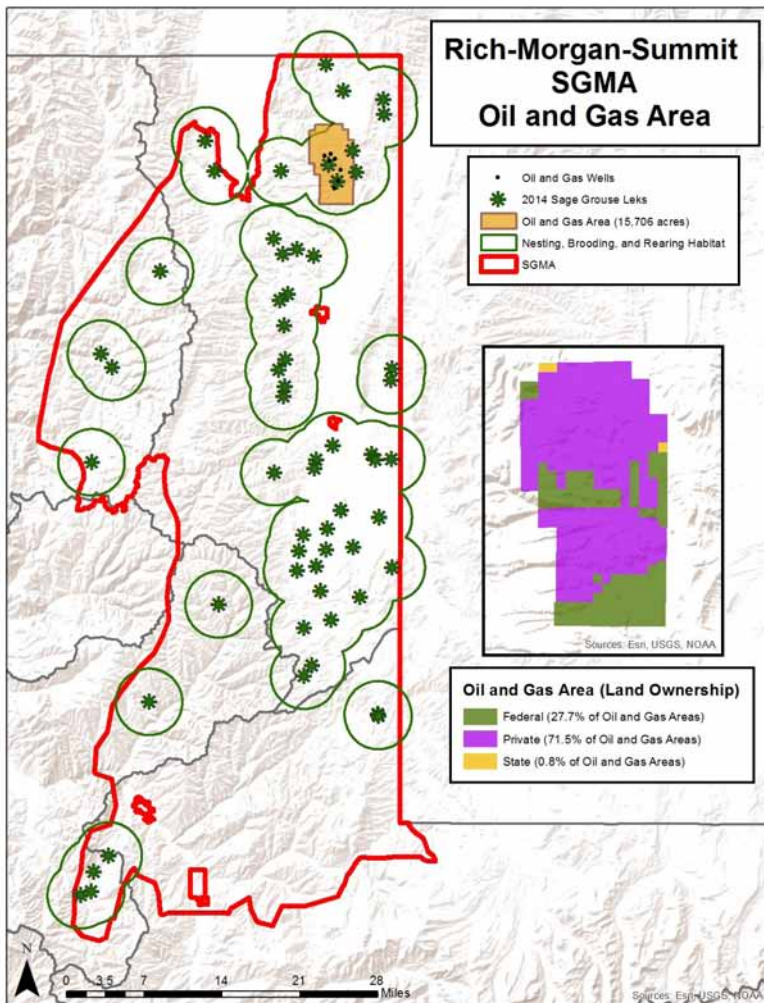 Rich-Morgan-Summit
SGMA
Oil and Gas Area
Oil and Gas Wells
2014 Sage Grouse Leks
Oil and Gas Area (15,706 acres)
Nesting, Brooding, and Rearing Habitat
SGMA
Sources: Esri, USGS, NOAA
Oil and Gas Area (Land Ownership)
Federal (27.7% of Oil and Gas Areas)
Private (71.5% of Oil and Gas Areas)
State (0.8% of Oil and Gas Areas)
N
0 3.5 7 14 21 28
Miles
Sources: Esri, USGS, NOAA